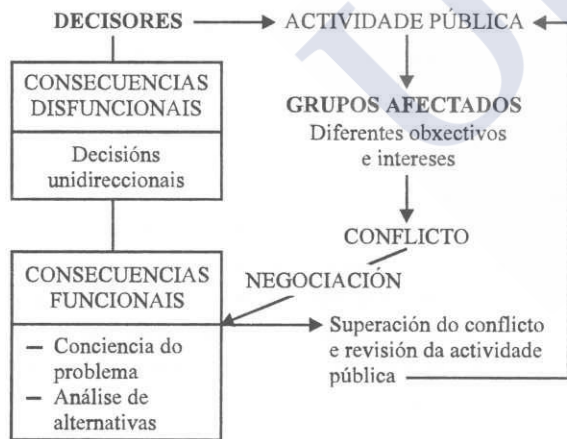 DECISORES
ACTIVIDADE PÚBLICA
CONSECUENCIAS
DISFUNCIONAIS
Decisións
unidireccionais
GRUPOS AFECTADOS
Diferentes obxectivos
e intereses
CONFLICTO
NEGOCIACIÓN
CONSECUENCIAS
FUNCIONAIS
— Conciencia do
problema
— Análise de
alternativas
Superación do conflicto
e revisión da actividade
pública